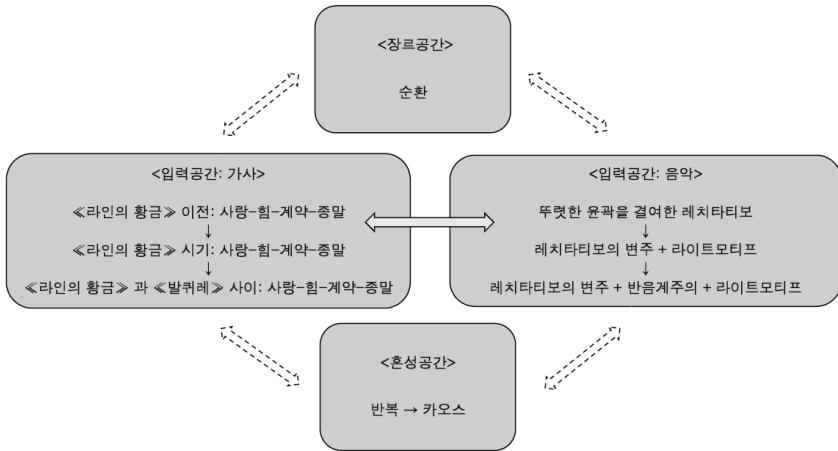 <장르공간>
순환
<입력공간: 가사>
≪라인의 황금≫ 이전: 사랑-힘-계약-종말
↓
≪라인의 황금≫ 시기: 사랑-힘-계약-종말
↓
≪라인의 황금≫ 과 ≪발퀴레≫ 사이: 사랑-힘-계약-종말
<입력공간: 음악>
뚜렷한 윤곽을 결여한 레치타티보
↓
레치타티보의 변주 + 라이트모티프
↓
레치타티보의 변주 + 반음계주의 + 라이트모티프
<혼성공간>
반복 → 카오스